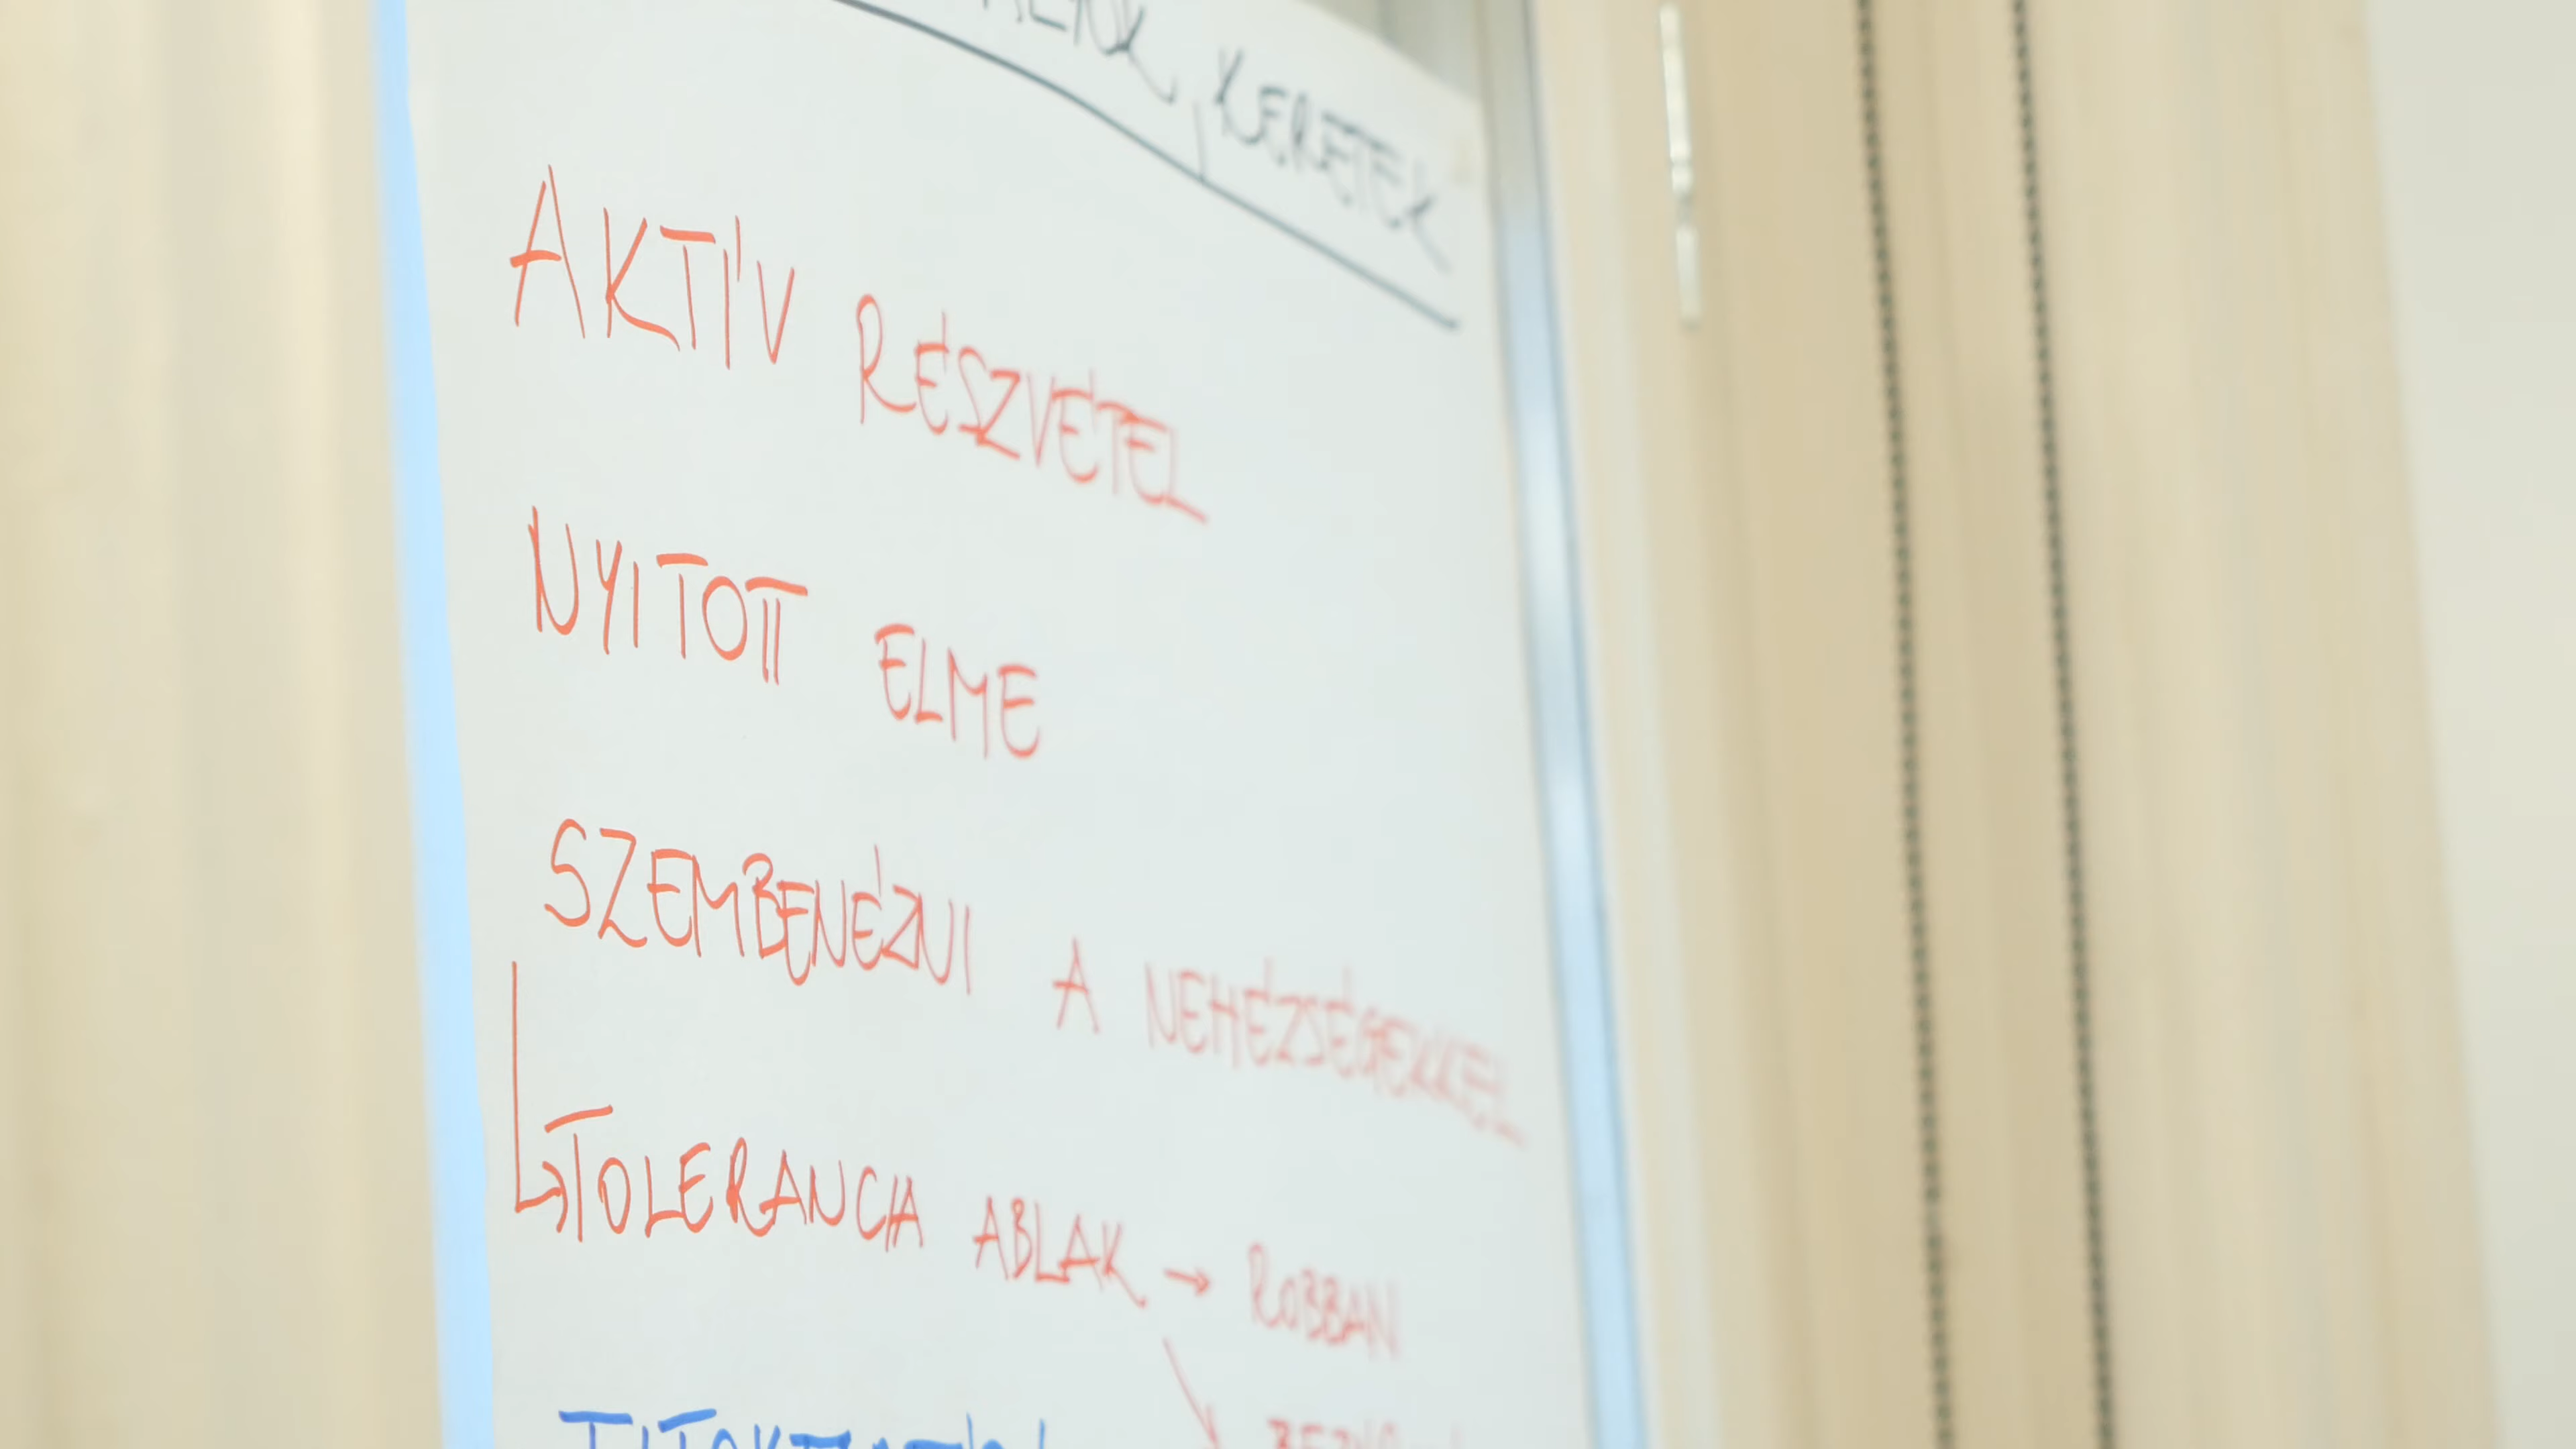 KERETEK
AKTÍV RÉSZVÉTEL
NYITOTT ELME
SZEMBENÉZNI A NEHÉZSÉGEKKEL
↳ TOLERANCIA ABLAK → ROBBAN